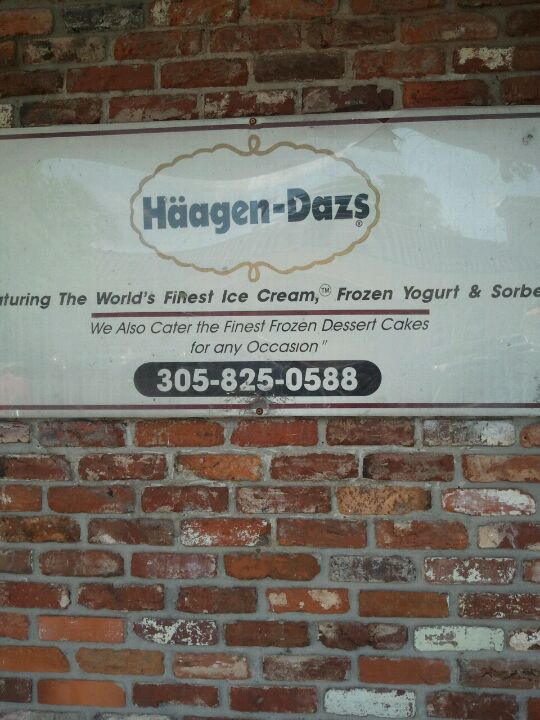 Häagen-Dazs®
aturing The World's Finest Ice Cream,™ Frozen Yogurt & Sorbe
We Also Cater the Finest Frozen Dessert Cakes
for any Occasion"
305-825-0588